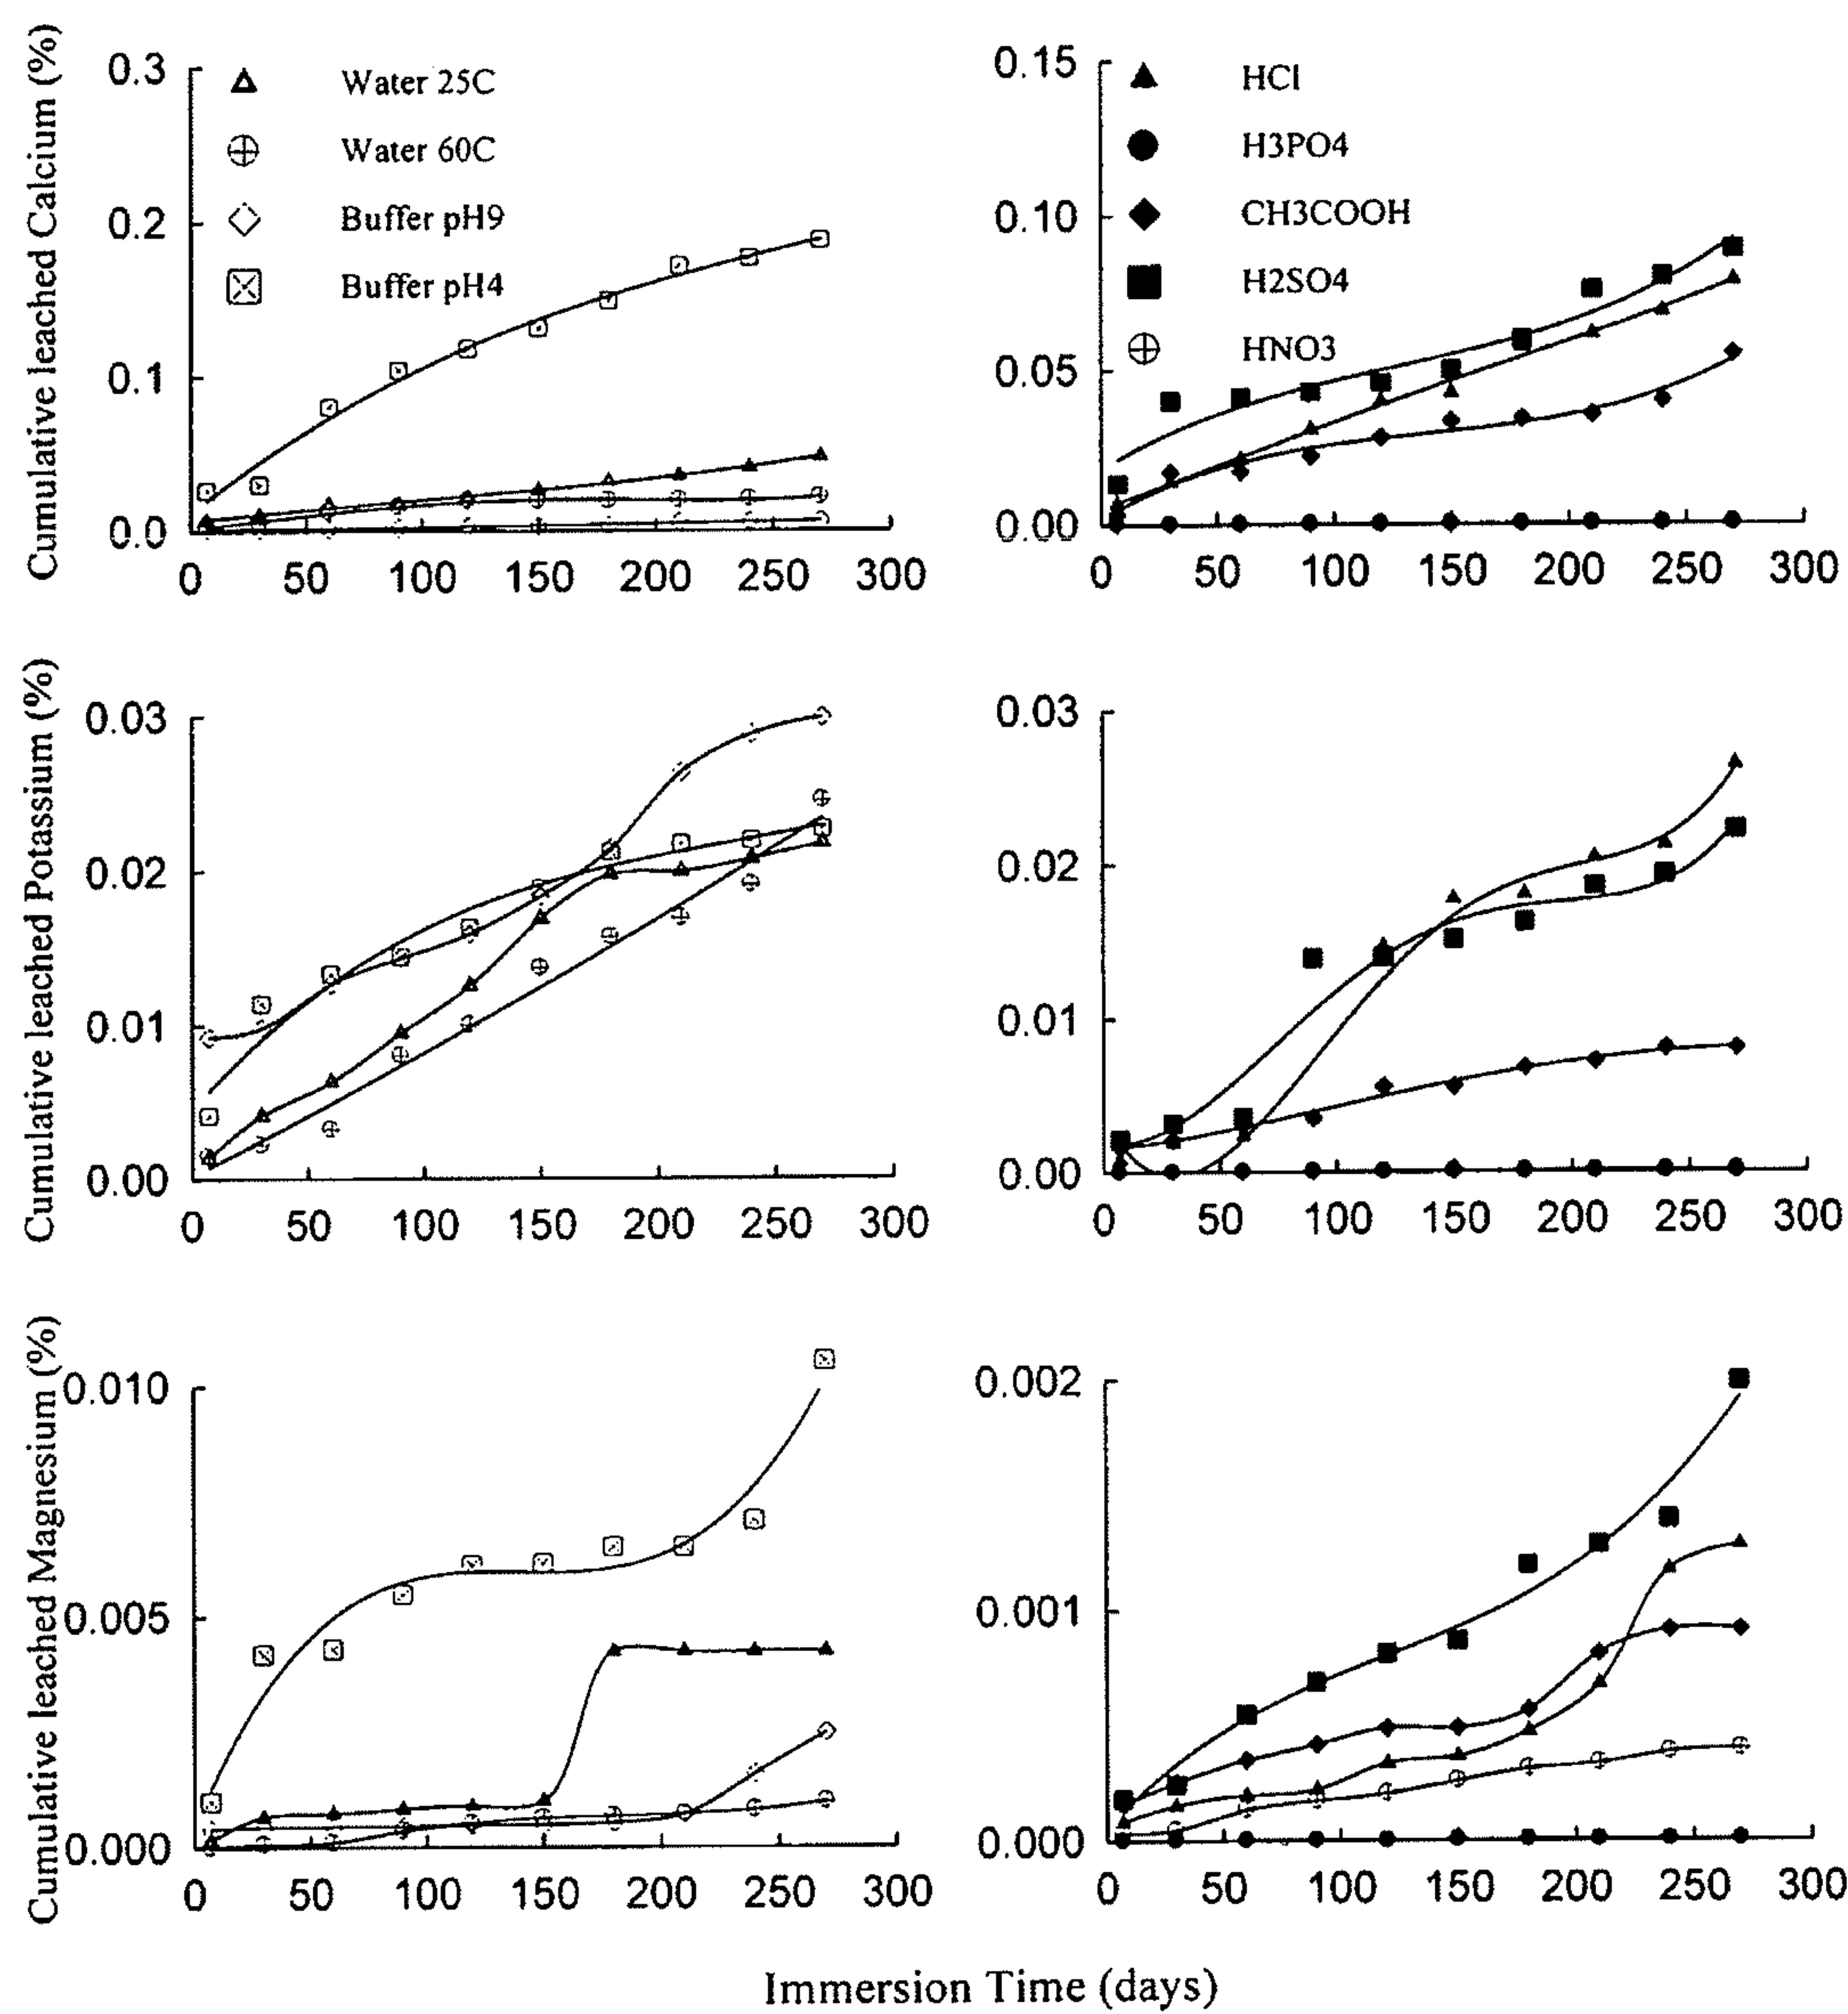 Cumulative leached Calcium (%)
0.3
0.2
0.1
0.0
Water 25C
Water 60C
Buffer pH9
Buffer pH4
0 50 100 150 200 250 300
0.15
0.10
0.05
0.00
HCl
H3PO4
CH3COOH
H2SO4
HNO3
0 50 100 150 200 250 300
Cumulative leached Potassium (%)
0.03
0.02
0.01
0.00
0 50 100 150 200 250 300
0.03
0.02
0.01
0.00
0 50 100 150 200 250 300
Cumulative leached Magnesium (%)
0.010
0.005
0.000
0 50 100 150 200 250 300
0.002
0.001
0.000
0 50 100 150 200 250 300
Immersion Time (days)